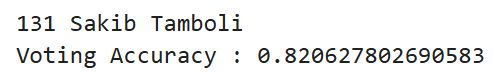 131 Sakib Tamboli
Voting Accuracy : 0.820627802690583